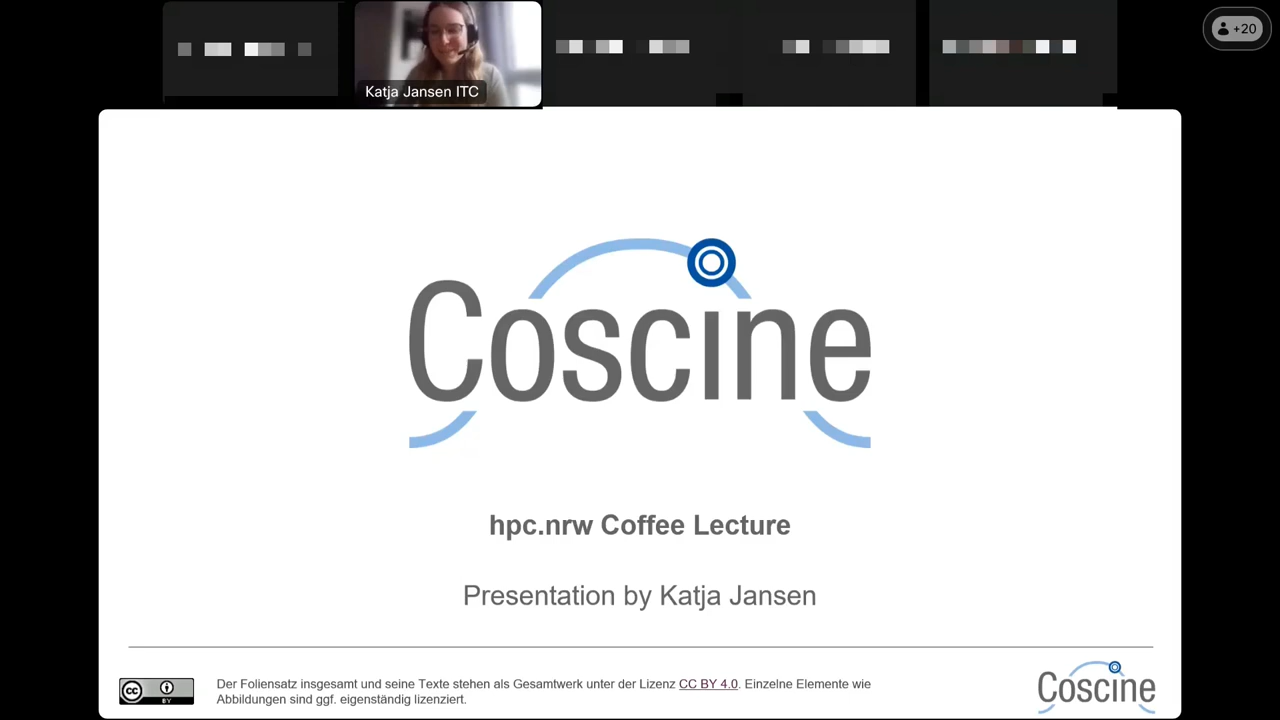 +20
Katja Jansen ITC
Coscine
hpc.nrw Coffee Lecture
Presentation by Katja Jansen
cc
BY
Der Foliensatz insgesamt und seine Texte stehen als Gesamtwerk unter der Lizenz CC BY 4.0. Einzelne Elemente wie
Abbildungen sind ggf. eigenständig lizenziert.
Coscine